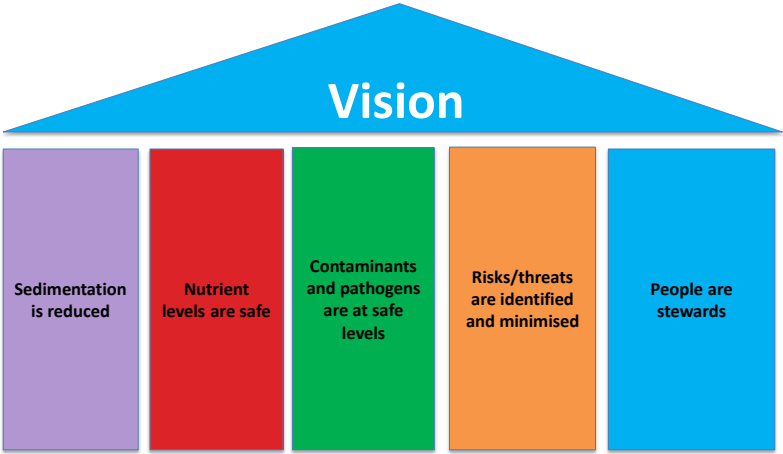 Vision
Sedimentation
is reduced
Nutrient
levels are safe
Contaminants
and pathogens
are at safe
levels
Risks/threats
are identified
and minimised
People are
stewards